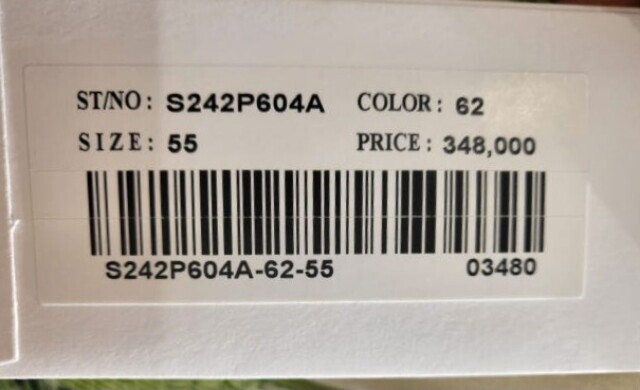 ST/NO : S242P604A COLOR : 62
SIZE : 55 PRICE : 348,000
S242P604A-62-55 03480